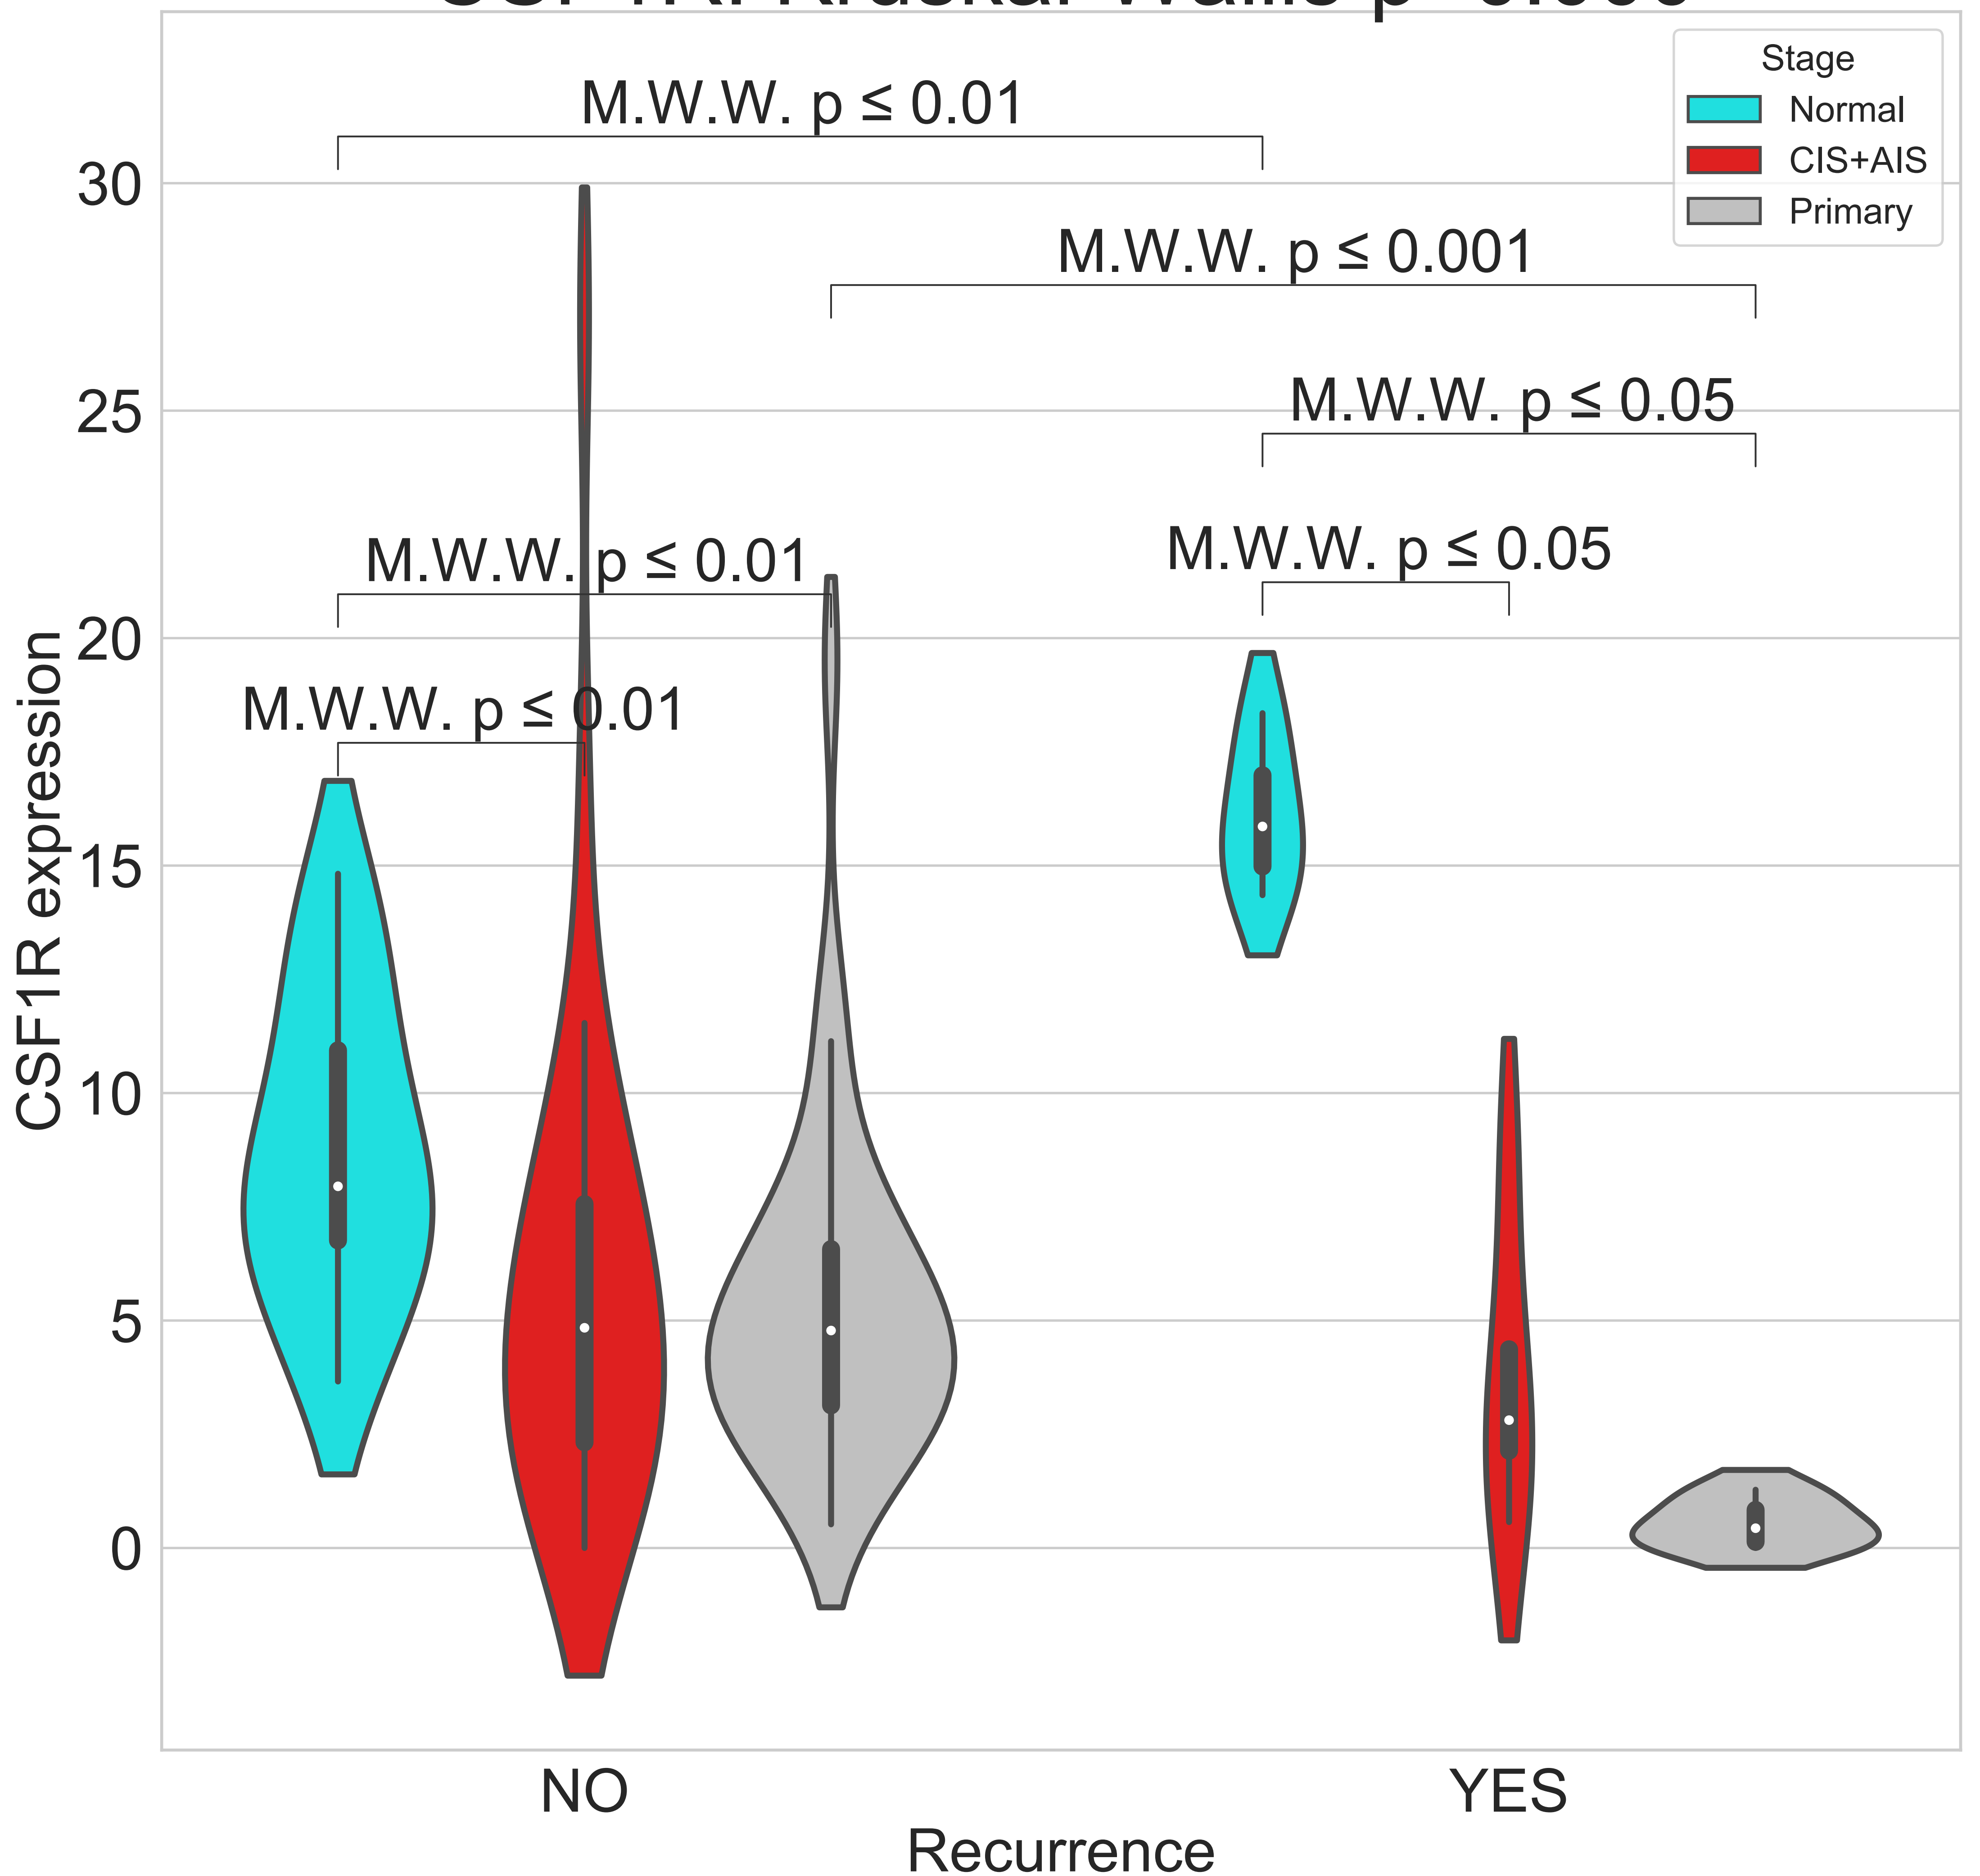 Stage
Normal
CIS+AIS
Primary
M.W.W. p ≤ 0.01
M.W.W. p ≤ 0.001
M.W.W. p ≤ 0.05
M.W.W. p ≤ 0.01
M.W.W. p ≤ 0.05
M.W.W. p ≤ 0.01
CSF1R expression
30
25
20
15
10
5
0
NO
YES
Recurrence